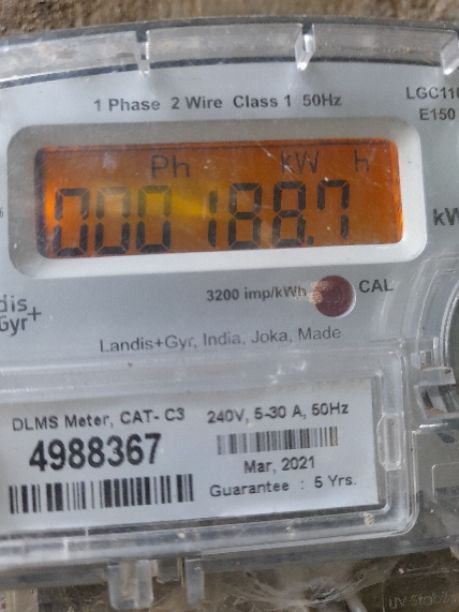 1 Phase 2 Wire Class 1 50Hz
E150
Ph kW h
000188.7
kW
3200 imp/kWh
CAL
dis
Gyr+
Landis+Gyr, India, Joka, Made
DLMS Meter, CAT- C3
4988367
240V, 5-30 A, 50Hz
Mar, 2021
Guarantee : 5 Yrs.